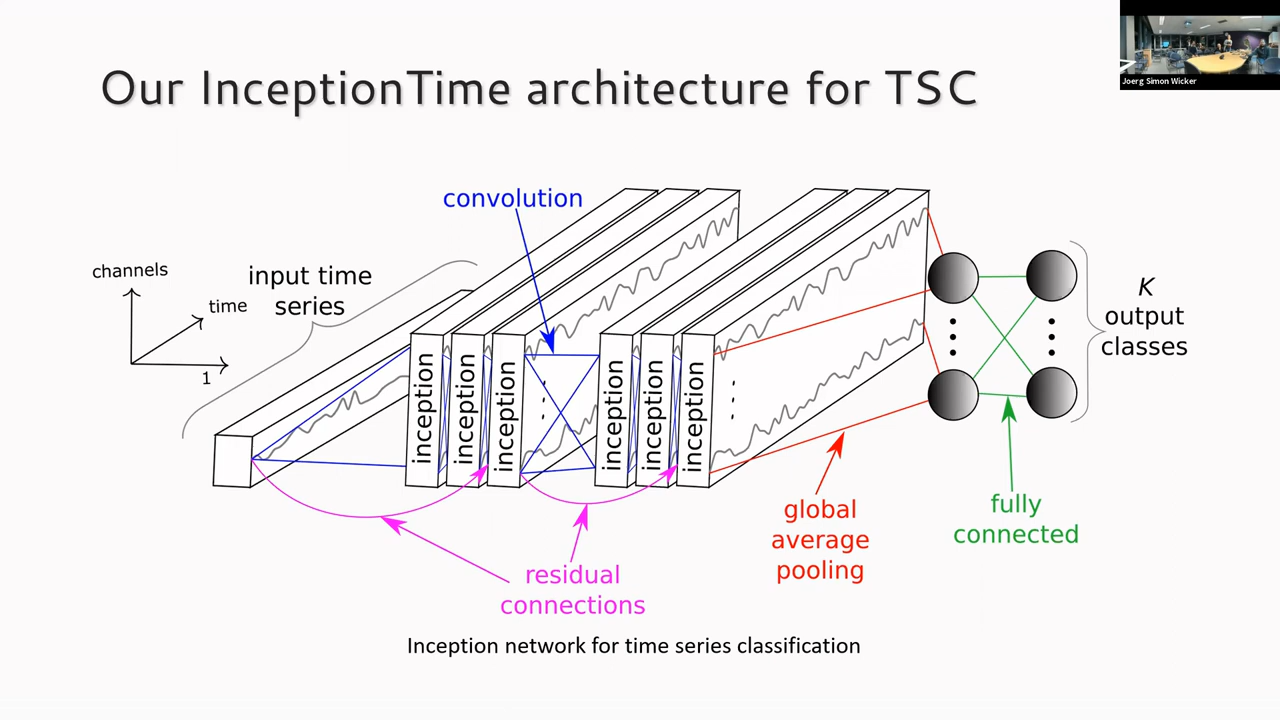 Joerg Simon Wicker
Our InceptionTime architecture for TSC
convolution
channels
time
1
input time
series
inception
inception
inception
inception
inception
inception
K
output
classes
global
average
pooling
fully
connected
residual
connections
Inception network for time series classification